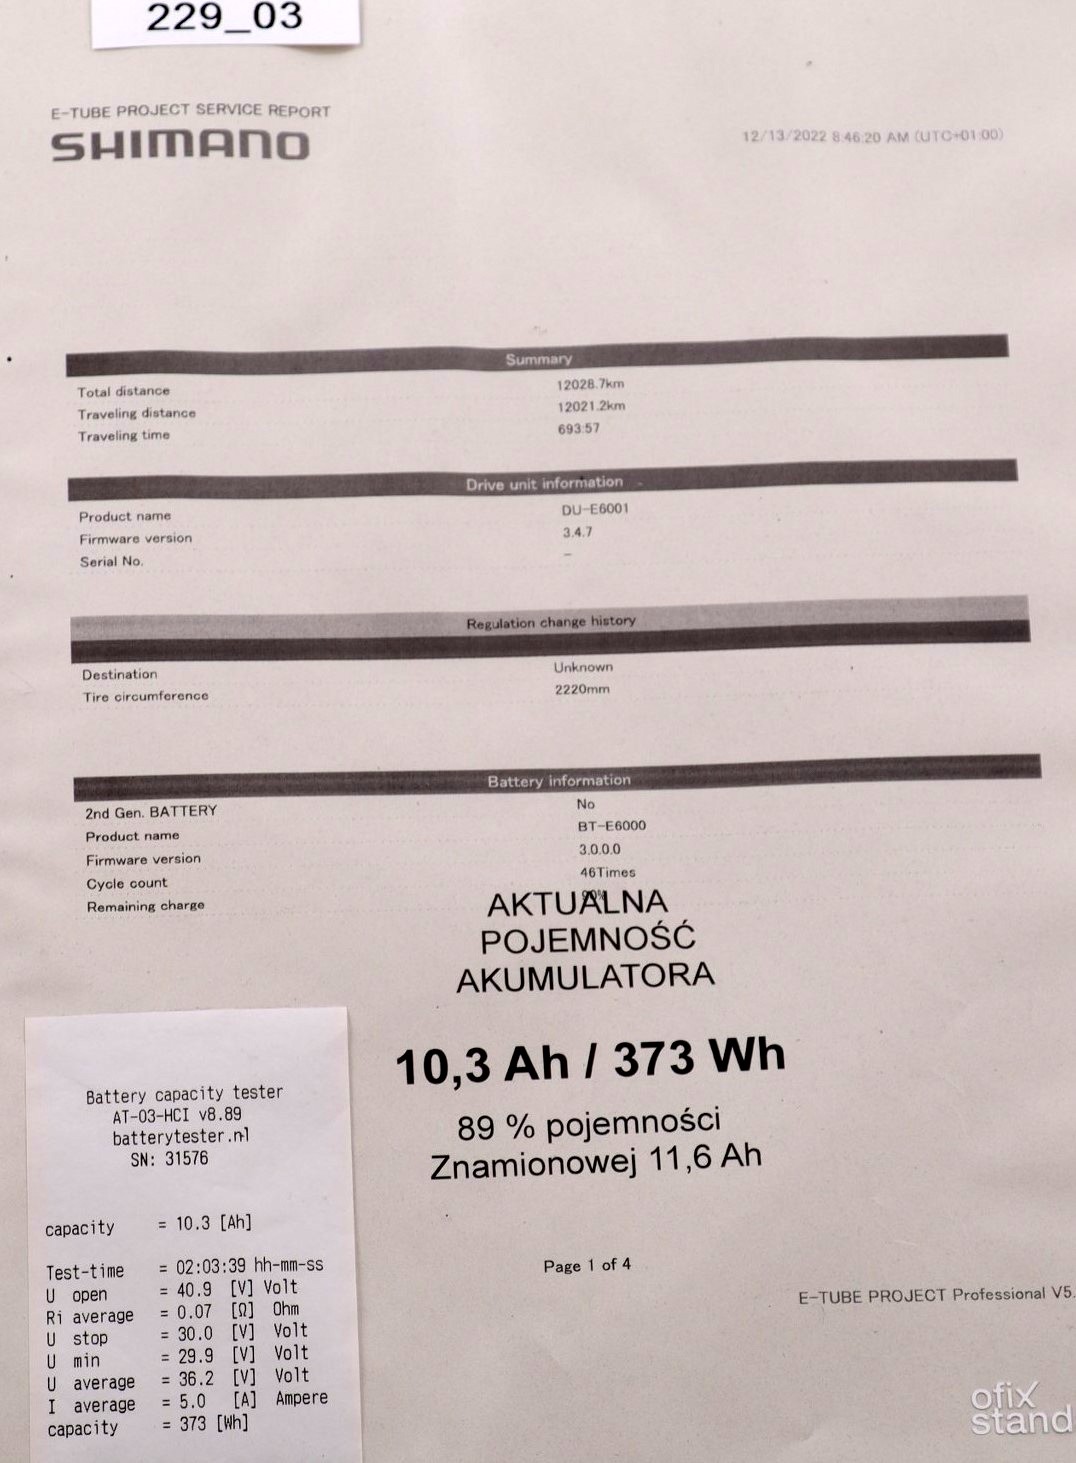 229_03
E-TUBE PROJECT SERVICE REPORT
SHIMANO
12/13/2022 8:46:20 AM (UTC+01:00)
Summary
Total distance 12028.7km
Traveling distance 12021.2km
Traveling time 693:57
Drive unit information
Product name DU-E6001
Firmware version 3.4.7
Serial No. -
Regulation change history
Destination Unknown
Tire circumference 2220mm
Battery information
2nd Gen. BATTERY No
Product name BT-E6000
Firmware version 3.0.0.0
Cycle count 46Times
Remaining charge
AKTUALNA
POJEMNOŚĆ
AKUMULATORA
10,3 Ah / 373 Wh
89 % pojemności
Znamionowej 11,6 Ah
Battery capacity tester
AT-03-HCI v8.89
batterytester.nl
SN: 31576
capacity = 10.3 [Ah]
Test-time = 02:03:39 hh-mm-ss
U open = 40.9 [V] Volt
Ri average = 0.07 [Ω] Ohm
U stop = 30.0 [V] Volt
U min = 29.9 [V] Volt
U average = 36.2 [V] Volt
I average = 5.0 [A] Ampere
capacity = 373 [Wh]
Page 1 of 4
E-TUBE PROJECT Professional V5.
ofix
stand